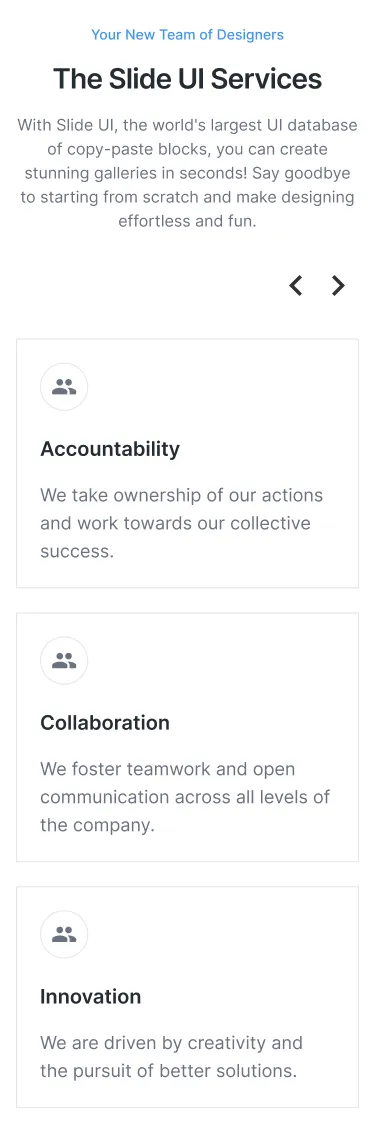 Your New Team of Designers
The Slide UI Services
With Slide UI, the world's largest UI database
of copy-paste blocks, you can create
stunning galleries in seconds! Say goodbye
to starting from scratch and make designing
effortless and fun.
Accountability
We take ownership of our actions
and work towards our collective
success.
Collaboration
We foster teamwork and open
communication across all levels of
the company.
Innovation
We are driven by creativity and
the pursuit of better solutions.